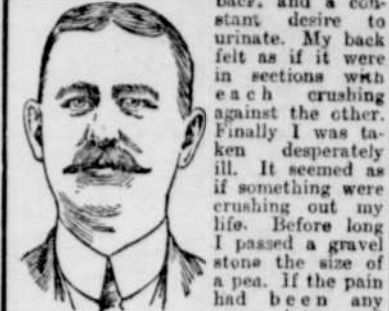 back, and a con-
stant desire to
urinate. My back
felt as if it were
in sections with
each crushing
against the other.
Finally I was ta-
ken desperately
ill. It seemed as
if something were
crushing out my
life. Before long
I passed a gravel
stone the size of
a pea. If the pain
had been any